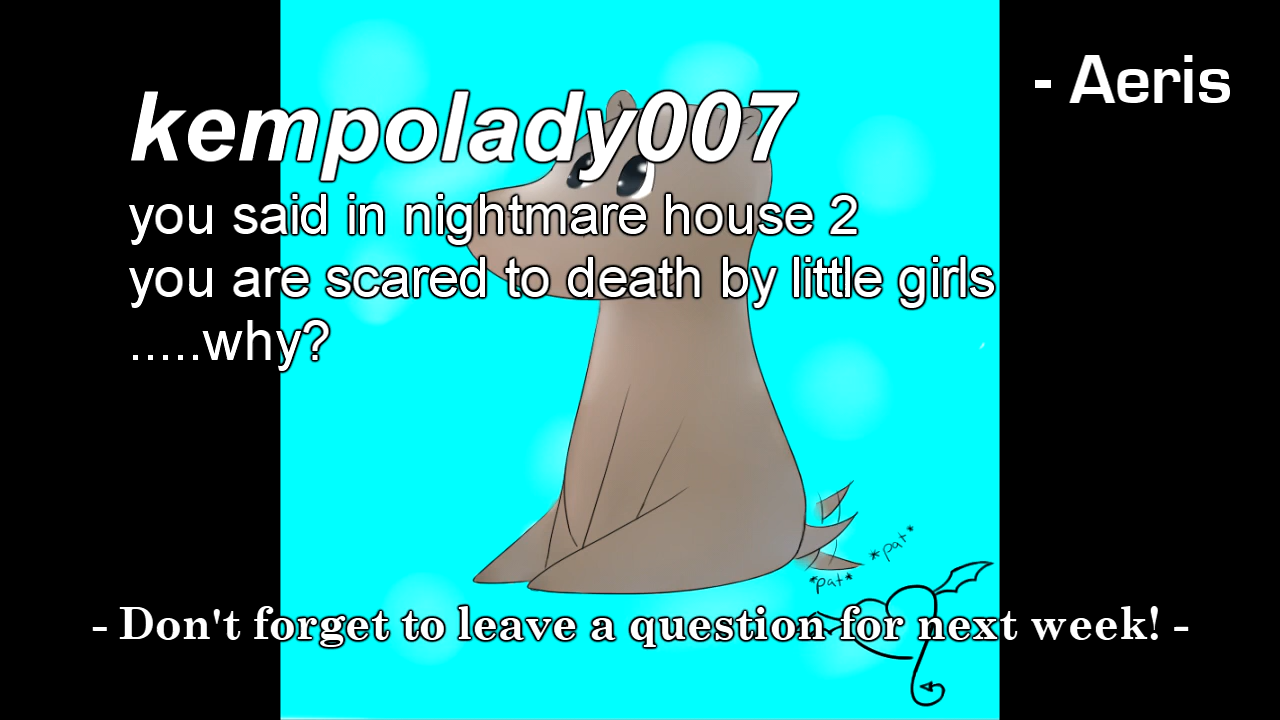 - Aeris
kempolady007
you said in nightmare house 2
you are scared to death by little girls
.....why?
*pat*
*pat*
- Don't forget to leave a question for next week! -